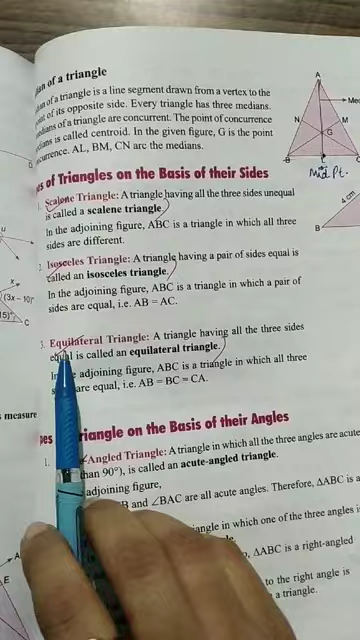 of a triangle
of a triangle is a line segment drawn from a vertex to the
of its opposite side. Every triangle has three medians.
of a triangle are concurrent. The point of concurrence
is called centroid. In the given figure, G is the point
AL, BM, CN are the medians.
A
Med
N
M
G
B
Mid Pt.
of Triangles on the Basis of their Sides
Scalene Triangle: A triangle having all the three sides unequal
is called a scalene triangle.
In the adjoining figure, ABC is a triangle in which all three
sides are different.
4 cm
B
2. Isosceles Triangle: A triangle having a pair of sides equal is
called an isosceles triangle.
In the adjoining figure, ABC is a triangle in which a pair of
sides are equal, i.e. AB = AC.
x
(3x – 10)°
15)°
C
3. Equilateral Triangle: A triangle having all the three sides
equal is called an equilateral triangle.
adjoining figure, ABC is a triangle in which all three
are equal, i.e. AB = BC = CA.
measure
riangle on the Basis of their Angles
1. Angled Triangle: A triangle in which all the three angles are acute
than 90°), is called an acute-angled triangle.
adjoining figure,
B and ∠BAC are all acute angles. Therefore, ΔABC is a
in which one of the three angles is
ΔABC is a right-angled
to the right angle is
a triangle.
A
E